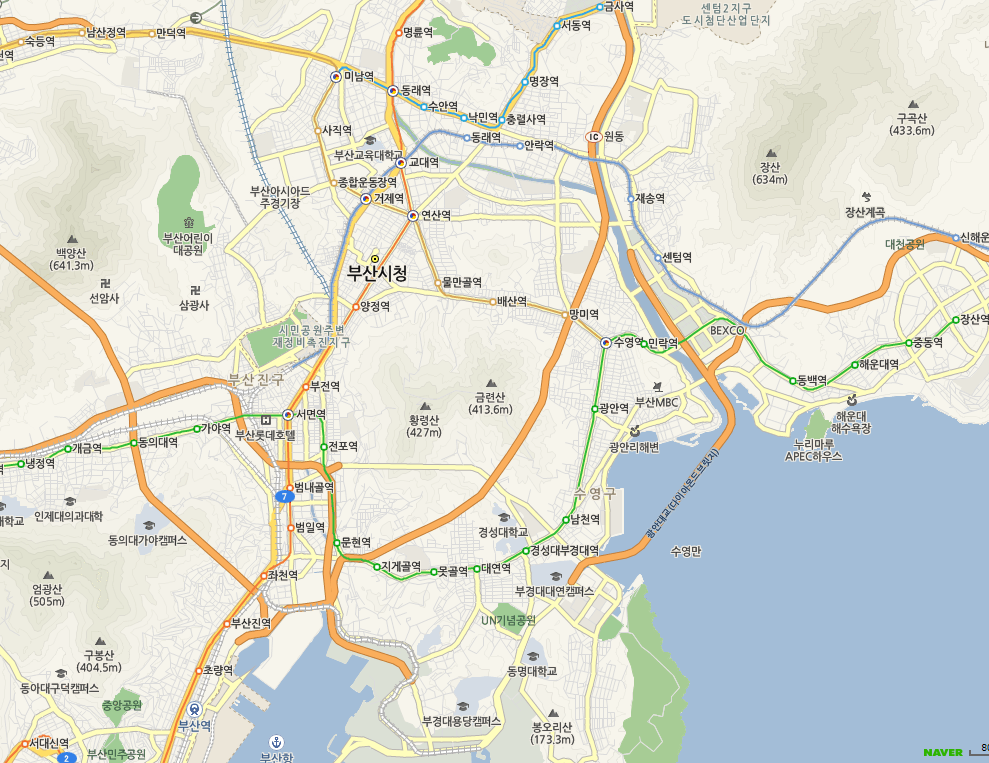 금사역
센텀2지구
도시첨단산업단지
서동역
명륜역
남산정역
만덕역
숙등역
미남역
동래역
명장역
수안역
낙민역
충렬사역
구곡산
(433.6m)
사직역
동래역
안락역
IC 원동
부산교육대학교
교대역
장산
(634m)
종합운동장역
부산아시아드
주경기장
거제역
재송역
장산계곡
연산역
부산어린이
대공원
신해운
대천공원
백양산
(641.3m)
센텀역
부산시청
선암사
삼광사
물만골역
배산역
양정역
망미역
장산역
시민공원주변
재정비촉진지구
BEXCO
수영역
민락역
중동역
해운대역
부산진구
부전역
동백역
금련산
(413.6m)
부산MBC
해운대
해수욕장
서면역
광안역
황령산
(427m)
가야역
부산롯데호텔
동의대역
개금역
냉정역
전포역
광안리해변
누리마루
APEC하우스
범내골역
7
수영구
광안대교(다이아몬드브릿지)
인제대의과대학
대학교
동의대가야캠퍼스
범일역
남천역
경성대학교
문현역
경성대부경대역
수영만
지
지게골역
못골역
대연역
좌천역
엄광산
(505m)
부경대대연캠퍼스
부산진역
UN기념공원
구봉산
(404.5m)
초량역
동명대학교
동아대구덕캠퍼스
중앙공원
부산역
부경대용당캠퍼스
봉오리산
(173.3m)
서대신역
2
부산민주공원
부산항
NAVER
80